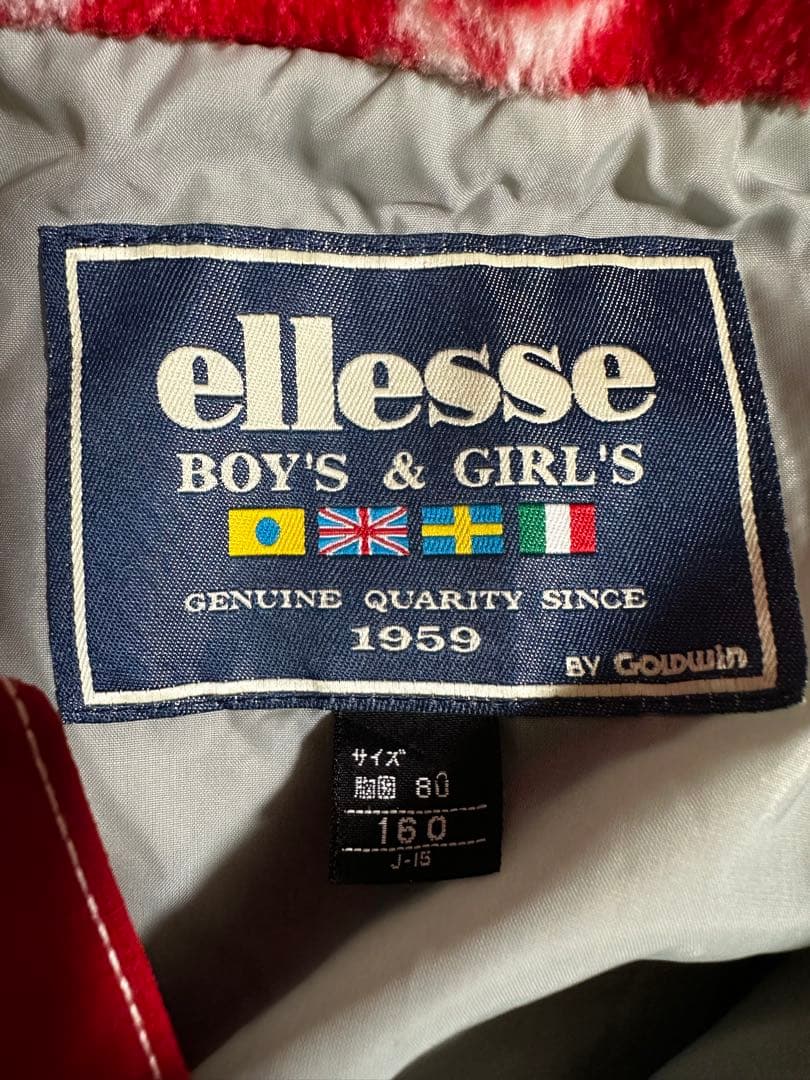 ellesse
BOY'S & GIRL'S
GENUINE QUARITY SINCE
1959
BY GOLDWIN
サイズ
胸囲 80
160
J-15